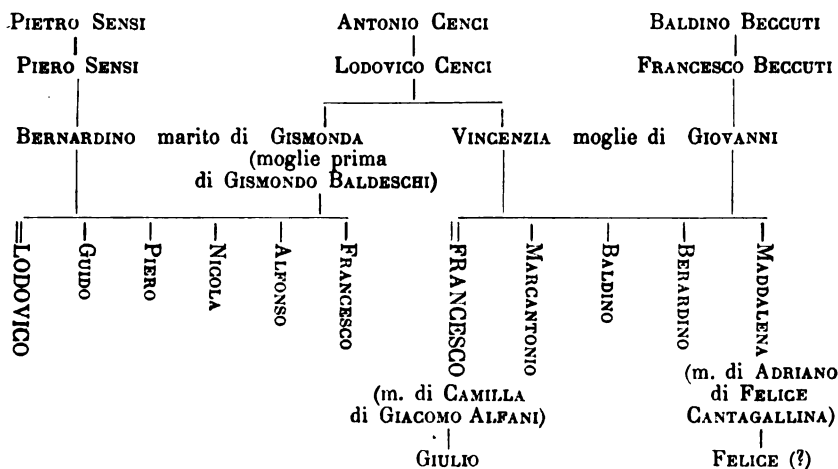 PIETRO SENSI ANTONIO CENCI BALDINO BECCUTI
PIERO SENSI LODOVICO CENCI FRANCESCO BECCUTI
BERNARDINO marito di GISMONDA VINCENZIA moglie di GIOVANNI
(moglie prima
di GISMONDO BALDESCHI)
LODOVICO
GUIDO
PIERO
NICOLA
ALFONSO
FRANCESCO
FRANCESCO
MARCANTONIO
BALDINO
BERARDINO
MADDALENA
(m. di CAMILLA
di GIACOMO ALFANI)
(m. di ADRIANO
di FELICE
CANTAGALLINA)
GIULIO FELICE (?)